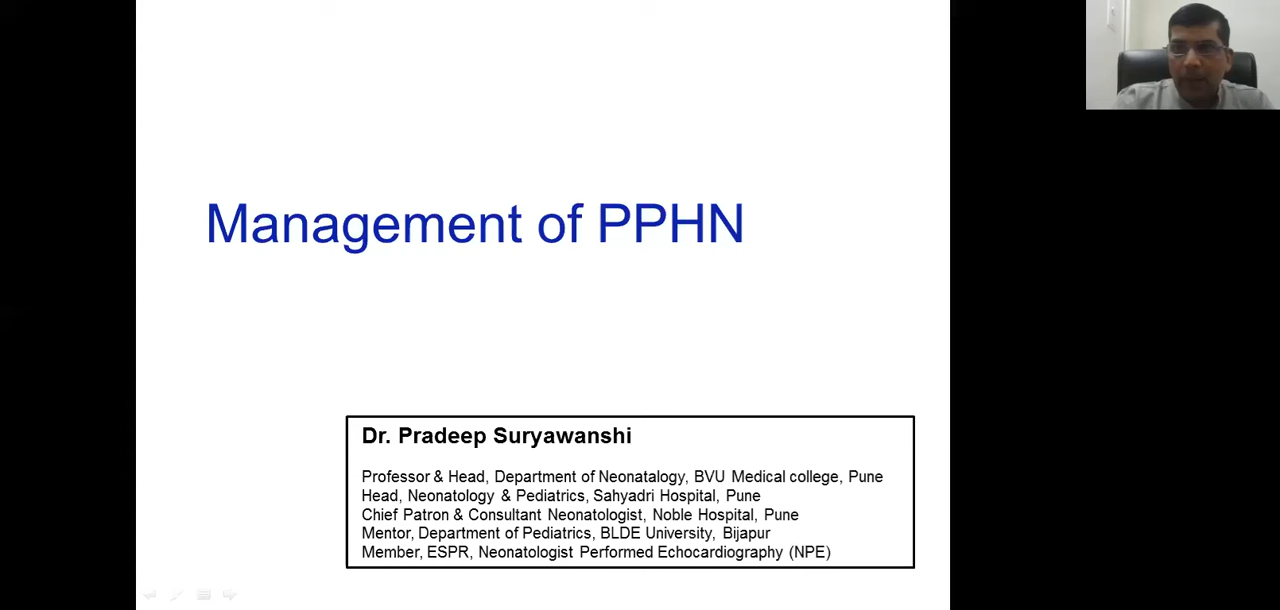 Management of PPHN
Dr. Pradeep Suryawanshi
Professor & Head, Department of Neonatalogy, BVU Medical college, Pune
Head, Neonatology & Pediatrics, Sahyadri Hospital, Pune
Chief Patron & Consultant Neonatologist, Noble Hospital, Pune
Mentor, Department of Pediatrics, BLDE University, Bijapur
Member, ESPR, Neonatologist Performed Echocardiography (NPE)